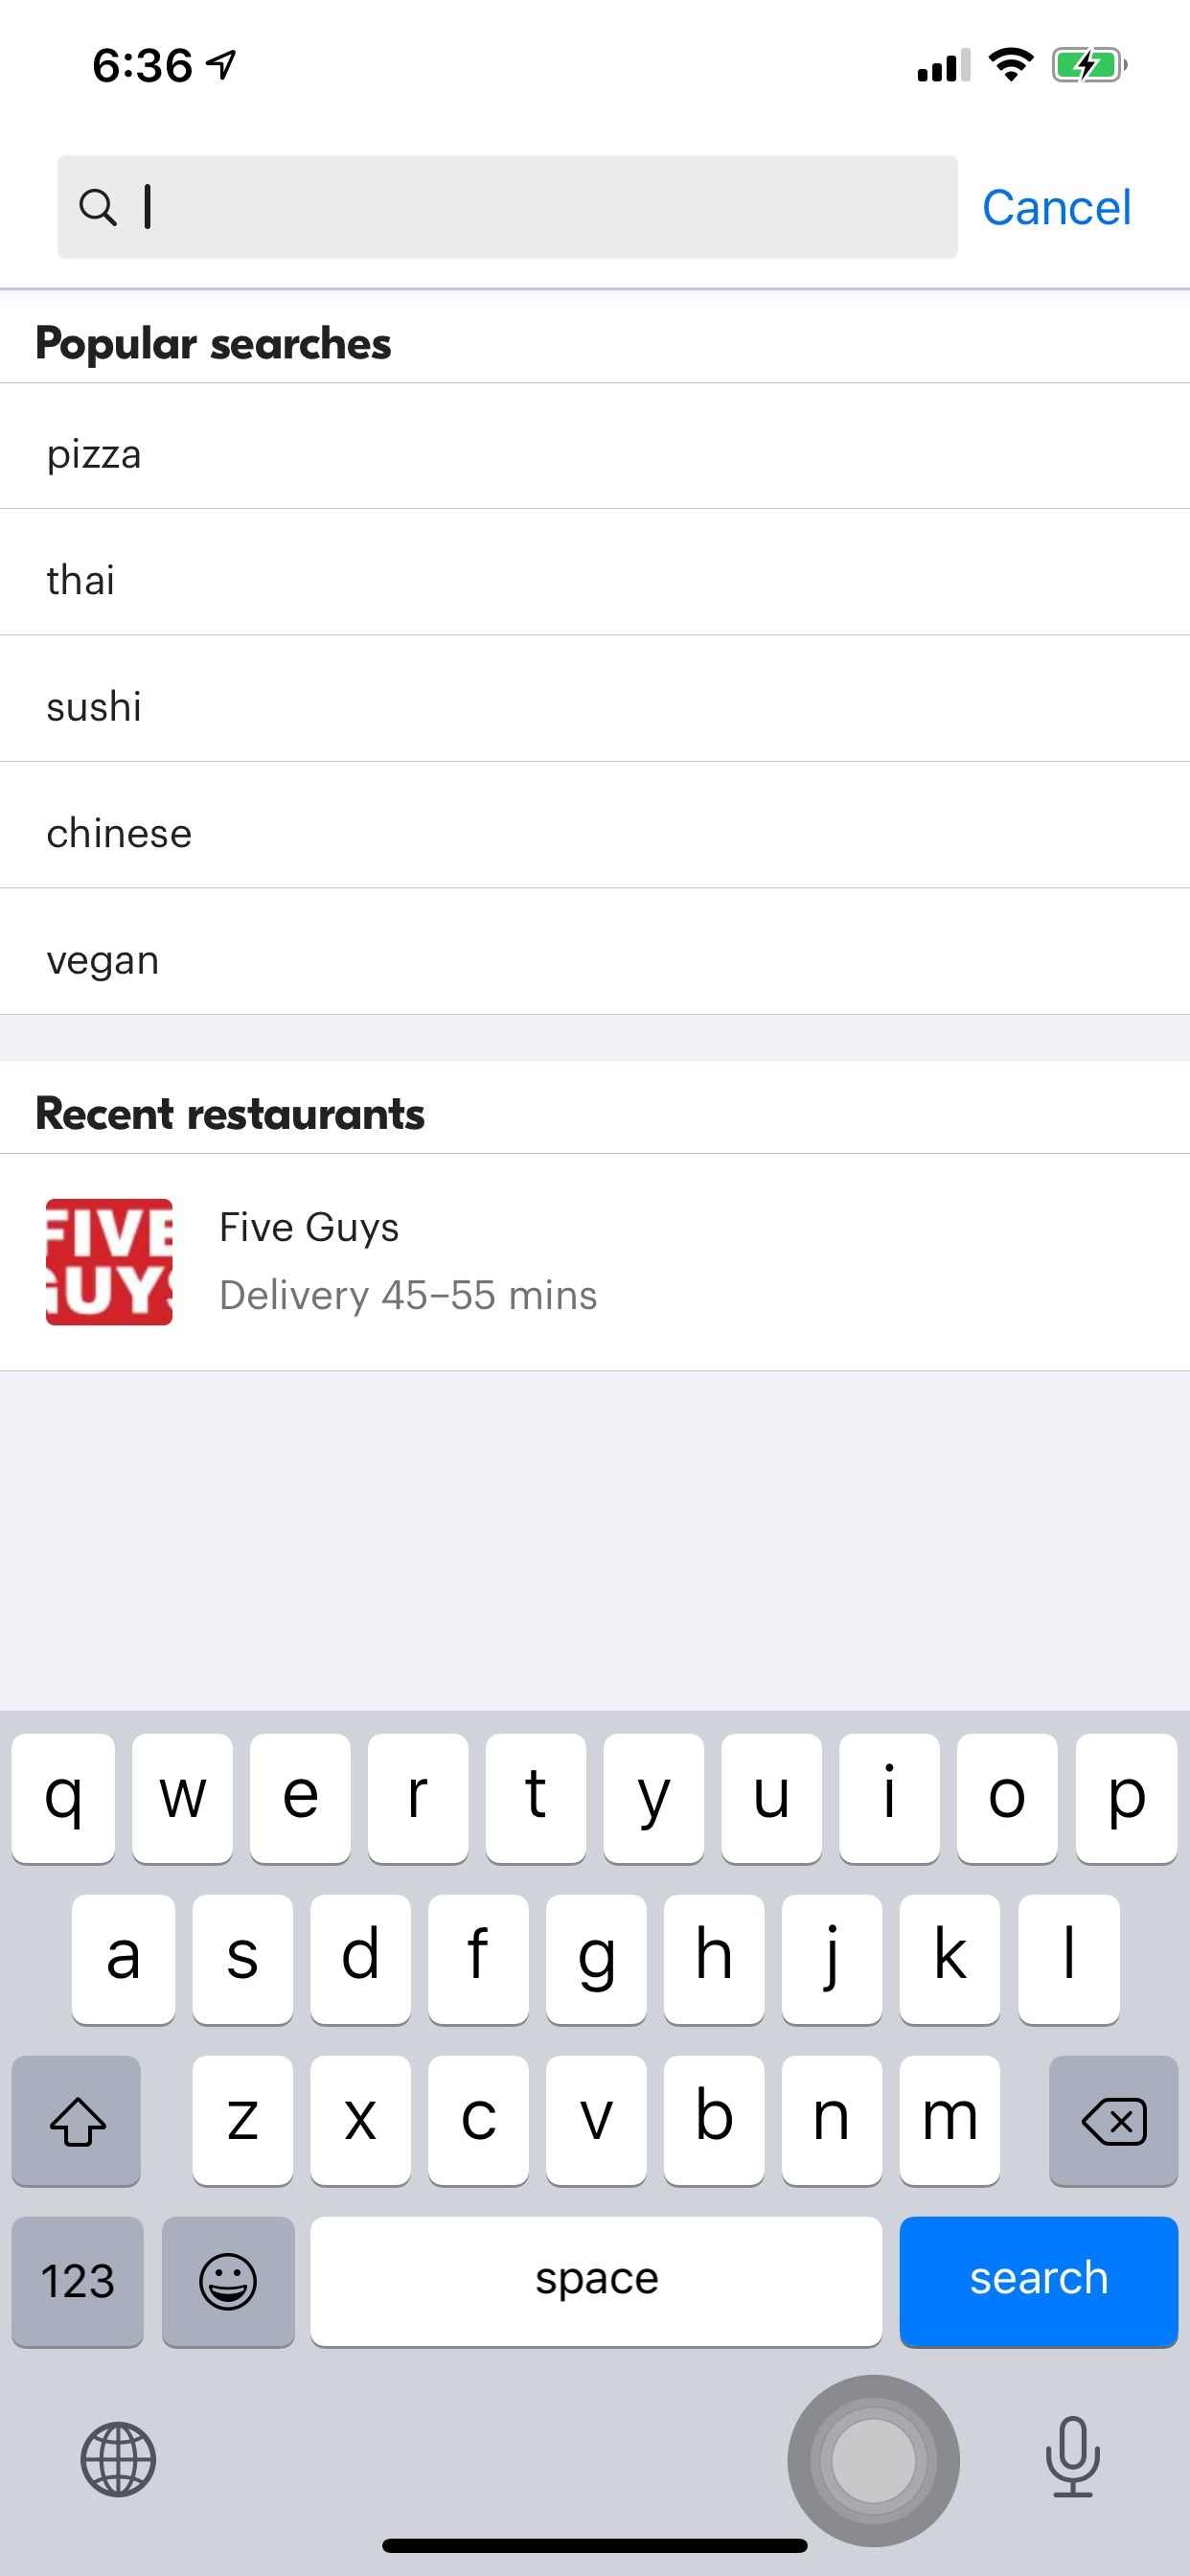 6:36
Cancel
Popular searches
pizza
thai
sushi
chinese
vegan
Recent restaurants
FIVE
GUYS
Five Guys
Delivery 45–55 mins
q w e r t y u i o p
a s d f g h j k l
z x c v b n m
123 space search